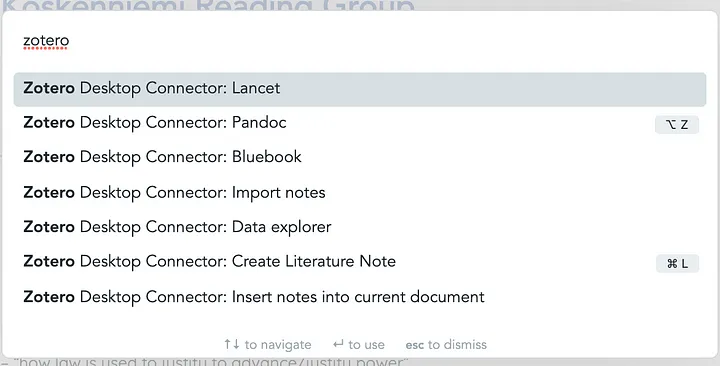 Koskenniemi Reading Group
zotero
Zotero Desktop Connector: Lancet
Zotero Desktop Connector: Pandoc ⌥ Z
Zotero Desktop Connector: Bluebook
Zotero Desktop Connector: Import notes
Zotero Desktop Connector: Data explorer
Zotero Desktop Connector: Create Literature Note ⌘ L
Zotero Desktop Connector: Insert notes into current document
↑↓ to navigate ↵ to use esc to dismiss
– "how law is used to justify to advance/justify power"